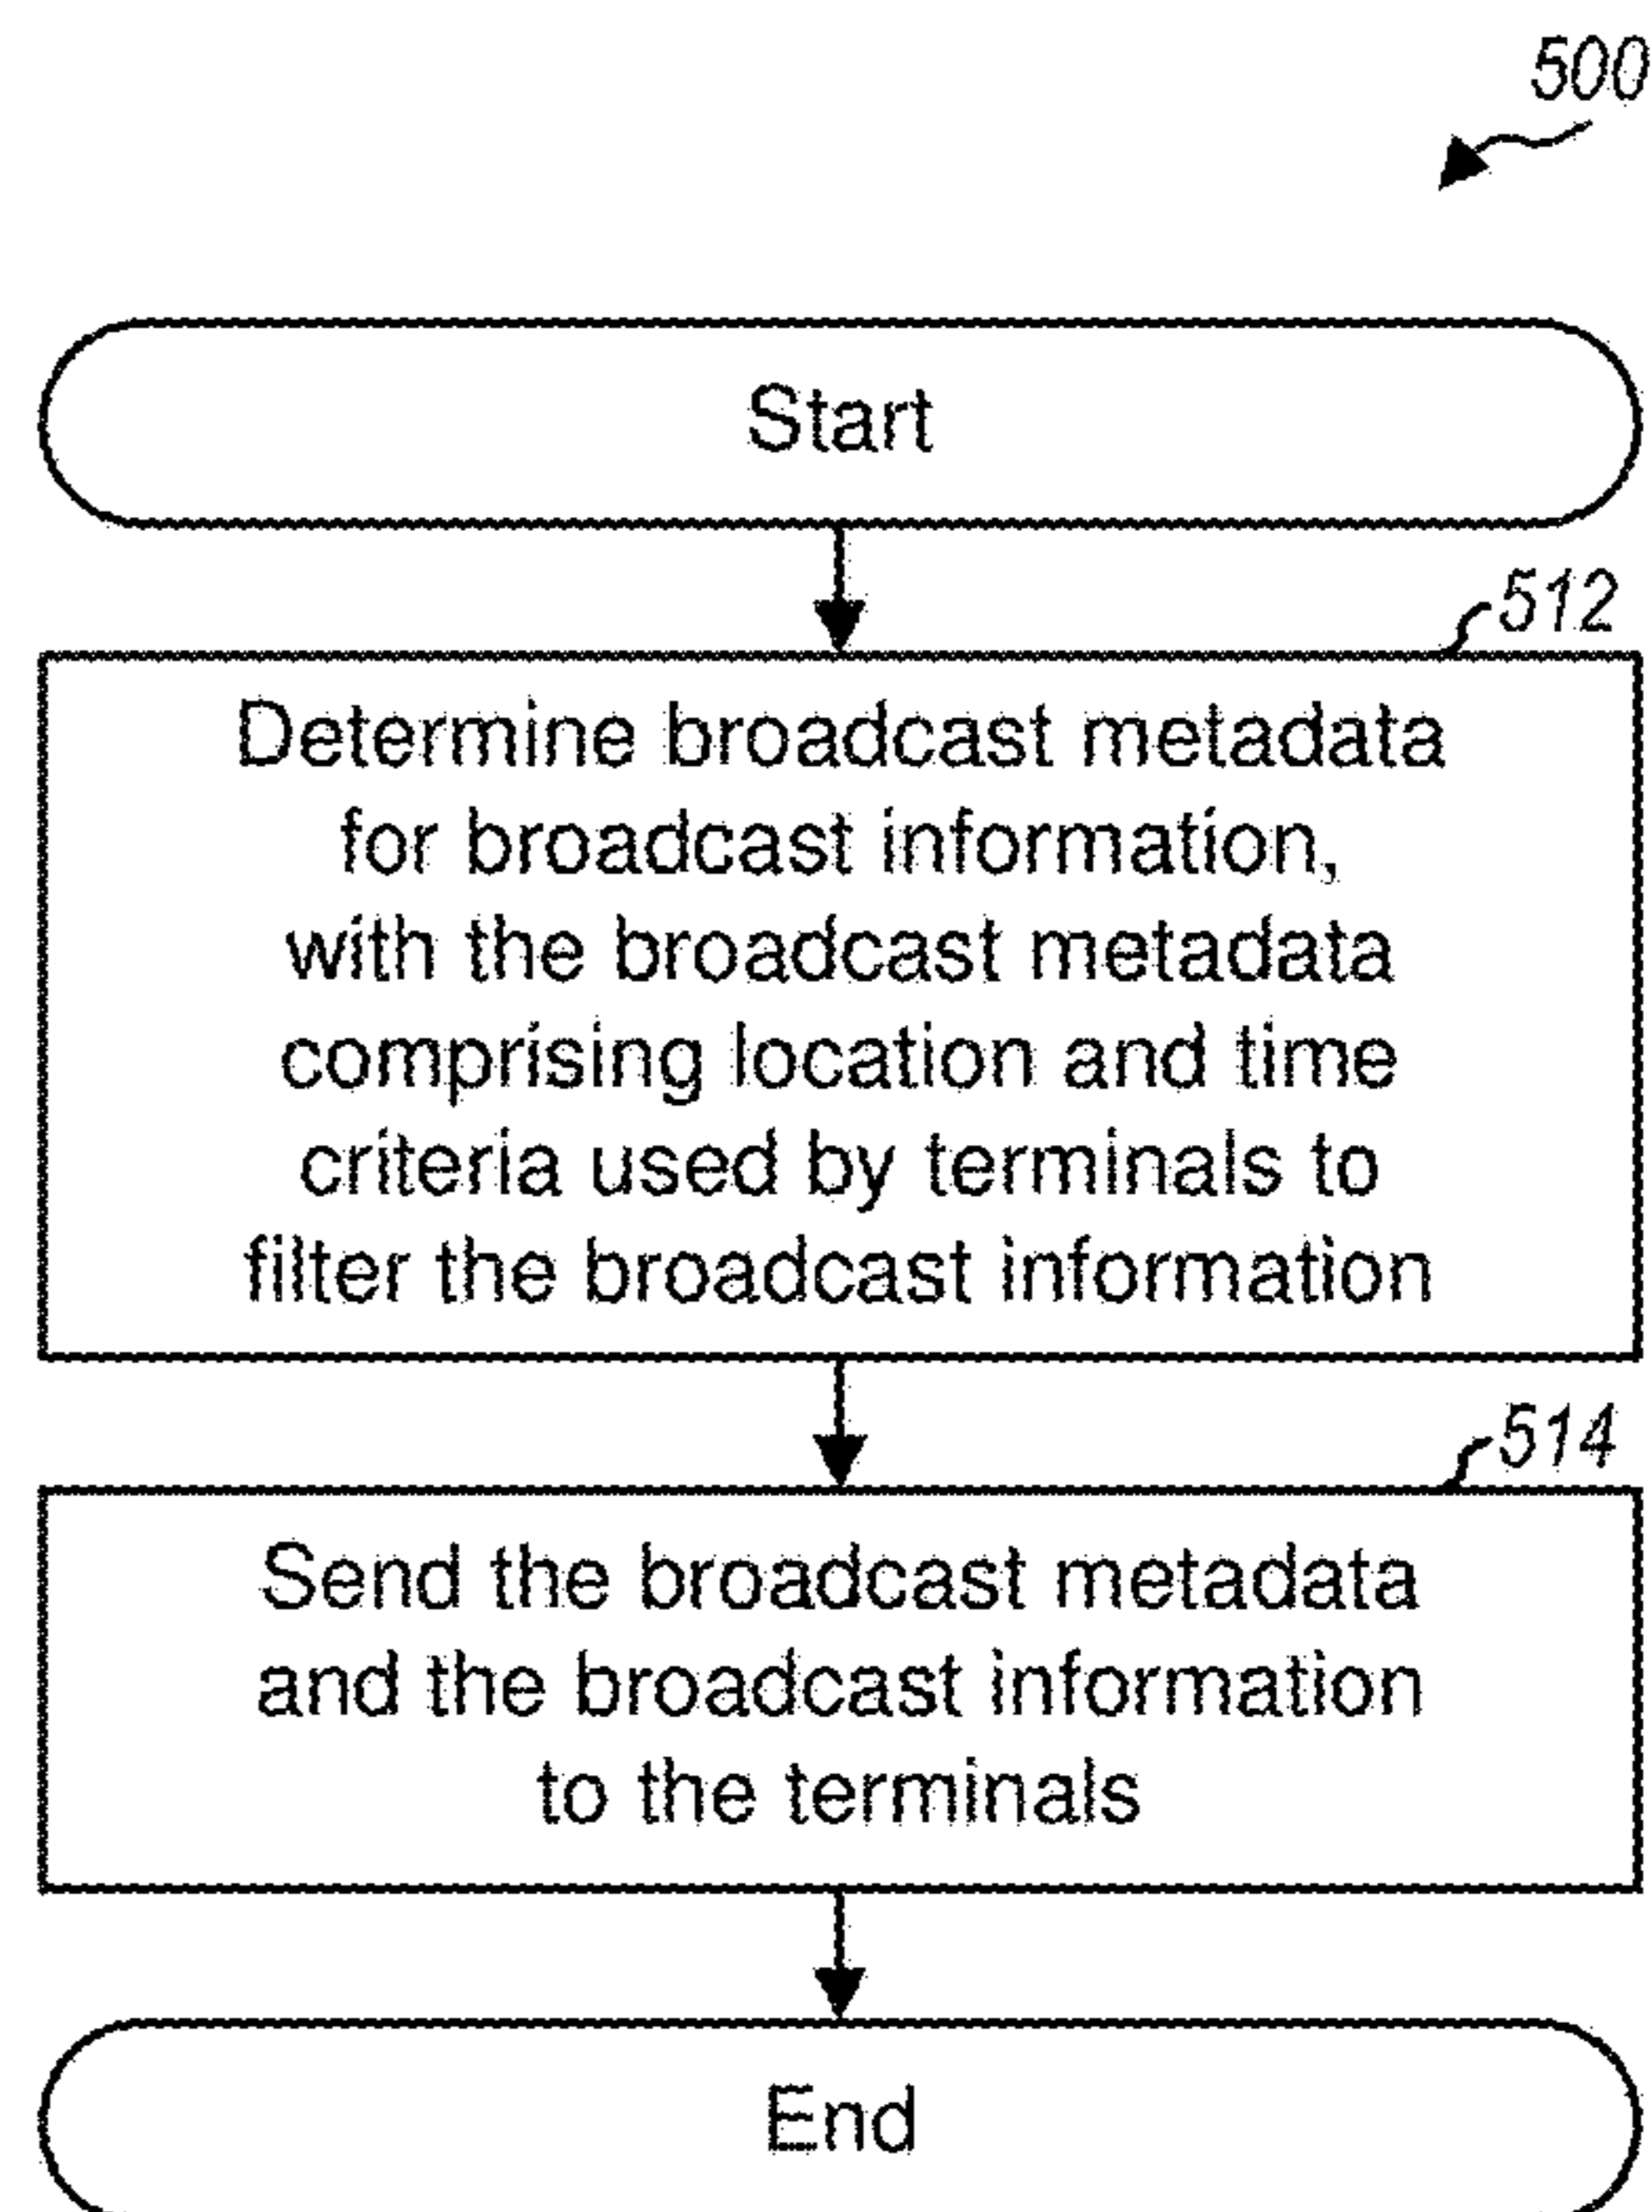 500
Start
512
Determine broadcast metadata
for broadcast information,
with the broadcast metadata
comprising location and time
criteria used by terminals to
filter the broadcast information
514
Send the broadcast metadata
and the broadcast information
to the terminals
End